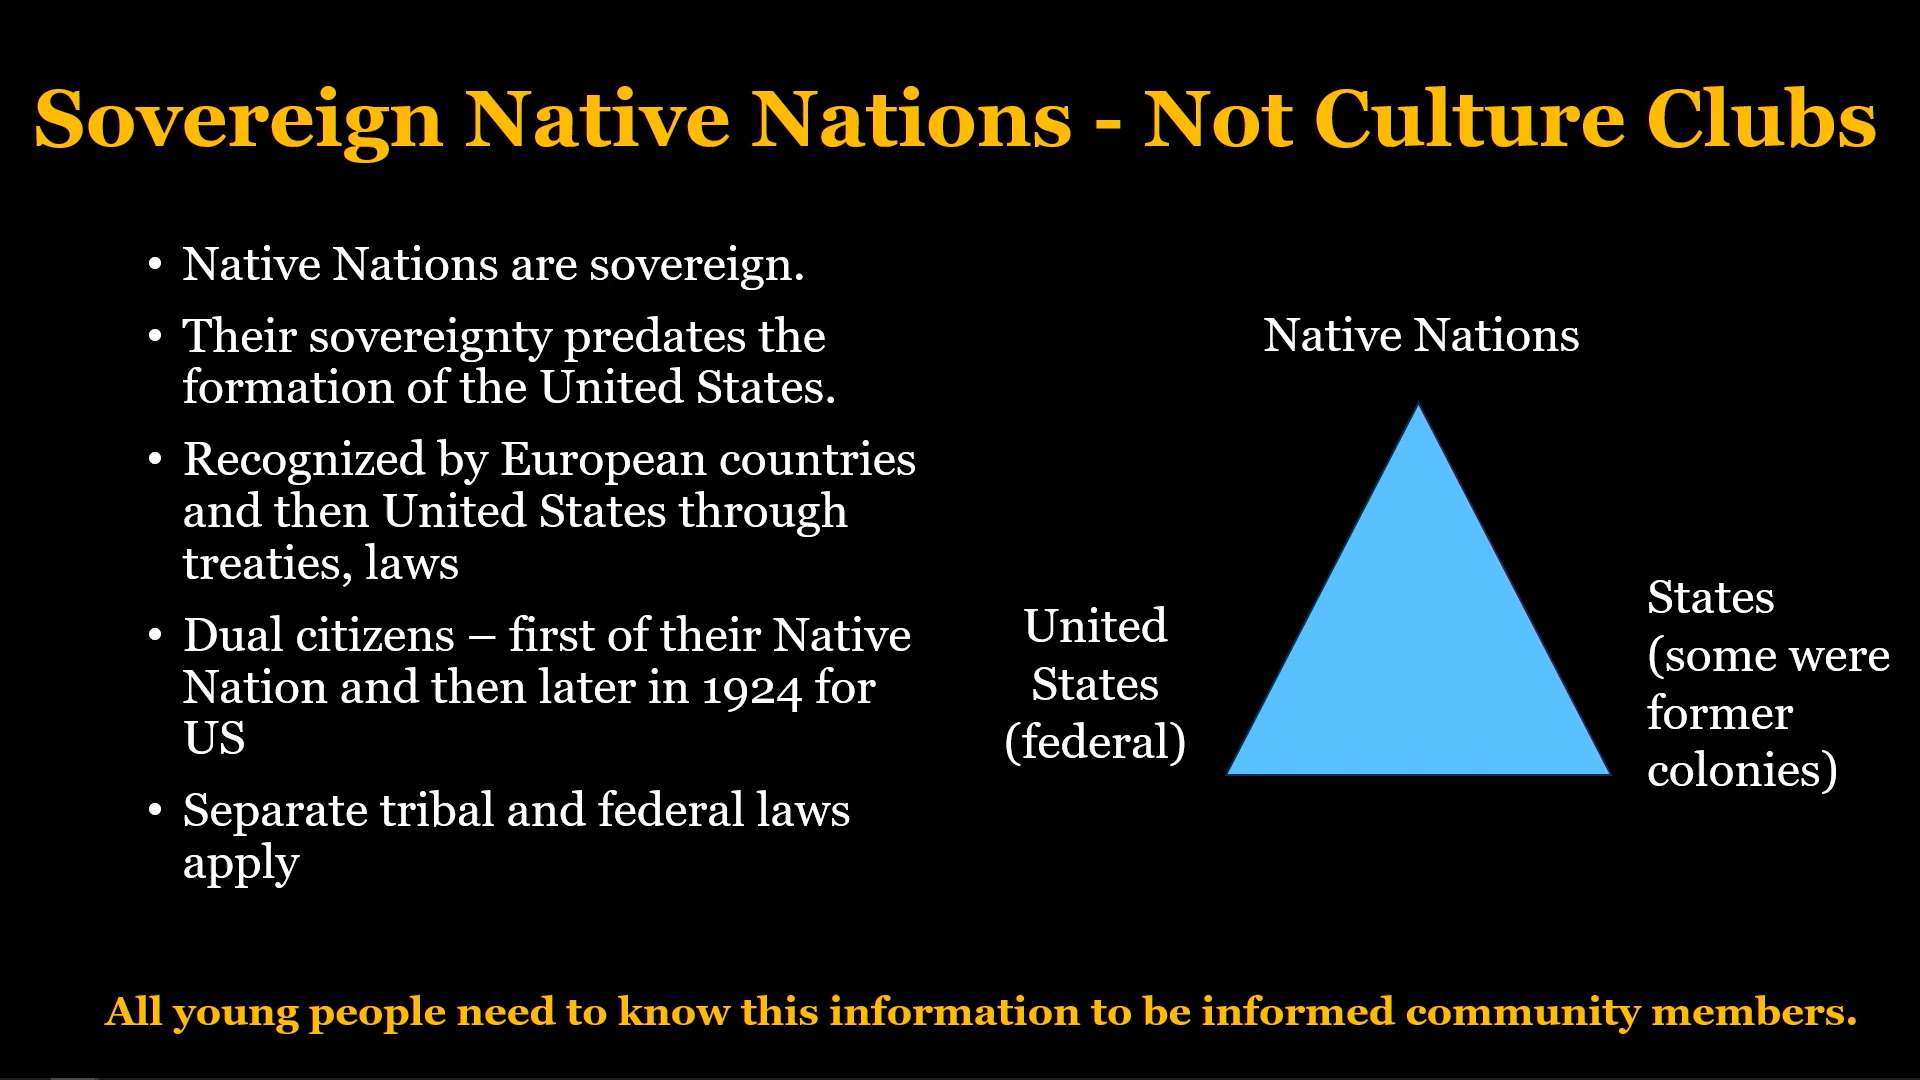 Sovereign Native Nations - Not Culture Clubs
• Native Nations are sovereign.
• Their sovereignty predates the
formation of the United States.
• Recognized by European countries
and then United States through
treaties, laws
• Dual citizens – first of their Native
Nation and then later in 1924 for
US
• Separate tribal and federal laws
apply
Native Nations
United
States
(federal)
States
(some were
former
colonies)
All young people need to know this information to be informed community members.